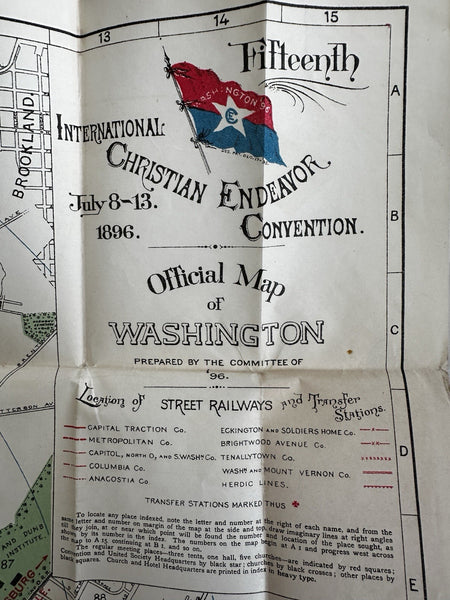 13 14 15
Fifteenth
WASHINGTON '96
CE
A
INTERNATIONAL
CHRISTIAN ENDEAVOR
CONVENTION.
July 8-13.
1896.
B
BROOKLAND
Official Map
of
WASHINGTON
PREPARED BY THE COMMITTEE OF
'96.
C
Location of STREET RAILWAYS and Transfer
Stations.
CAPITAL TRACTION CO.
METROPOLITAN CO.
CAPITOL, NORTH O, AND S. WASHN CO.
COLUMBIA CO.
ANACOSTIA CO.
ECKINGTON AND SOLDIERS HOME CO.
BRIGHTWOOD AVENUE CO.
TENALLYTOWN CO.
WASHN AND MOUNT VERNON CO.
HERDIC LINES.
TRANSFER STATIONS MARKED THUS
D
To locate any place indexed, note the letter and number at the right of each name, and from the
same letter and number on margin of the map at the side and top, draw imaginary lines at right angles
till they join, at or near which point will be found the number and location of the place sought, as
shown by its number in the index. The numbers on the map begin at A 1 and progress west across
the map to A 15 continuing at B 1, and so on.
The regular meeting places—three tents, one hall, five churches—are indicated by red squares;
Convention and United Society Headquarters by black star; churches by black crosses; other places by
black squares. Church and Hotel Headquarters are printed in index in heavy type.
E
AND DUMB
INSTITUTE.
87